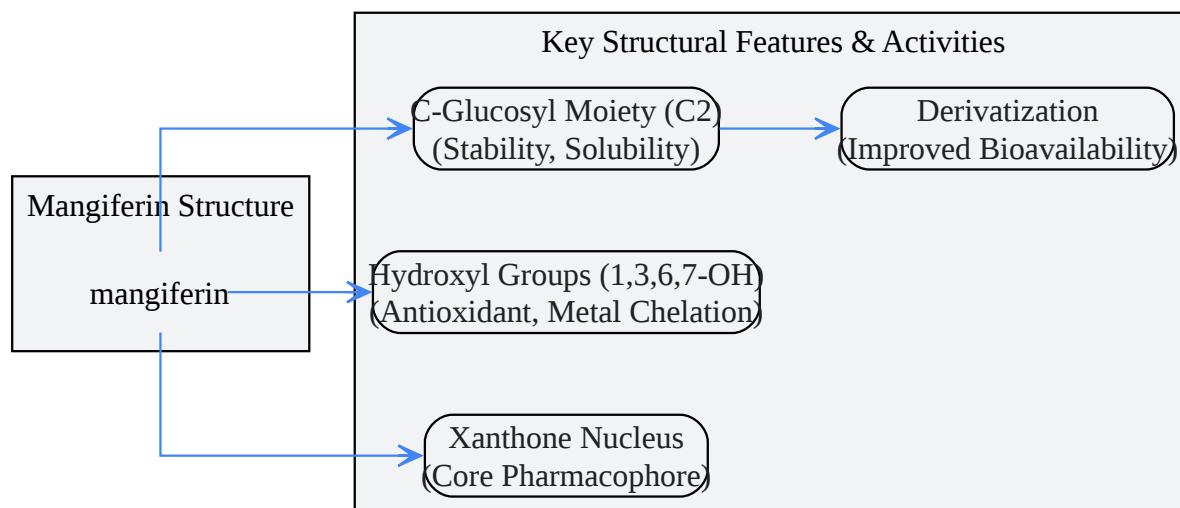 Key Structural Features & Activities
C-Glucosyl Moiety (C2)
(Stability, Solubility)
Derivatization
(Improved Bioavailability)
Mangiferin Structure
mangiferin
Hydroxyl Groups (1,3,6,7-OH)
(Antioxidant, Metal Chelation)
Xanthone Nucleus
(Core Pharmacophore)